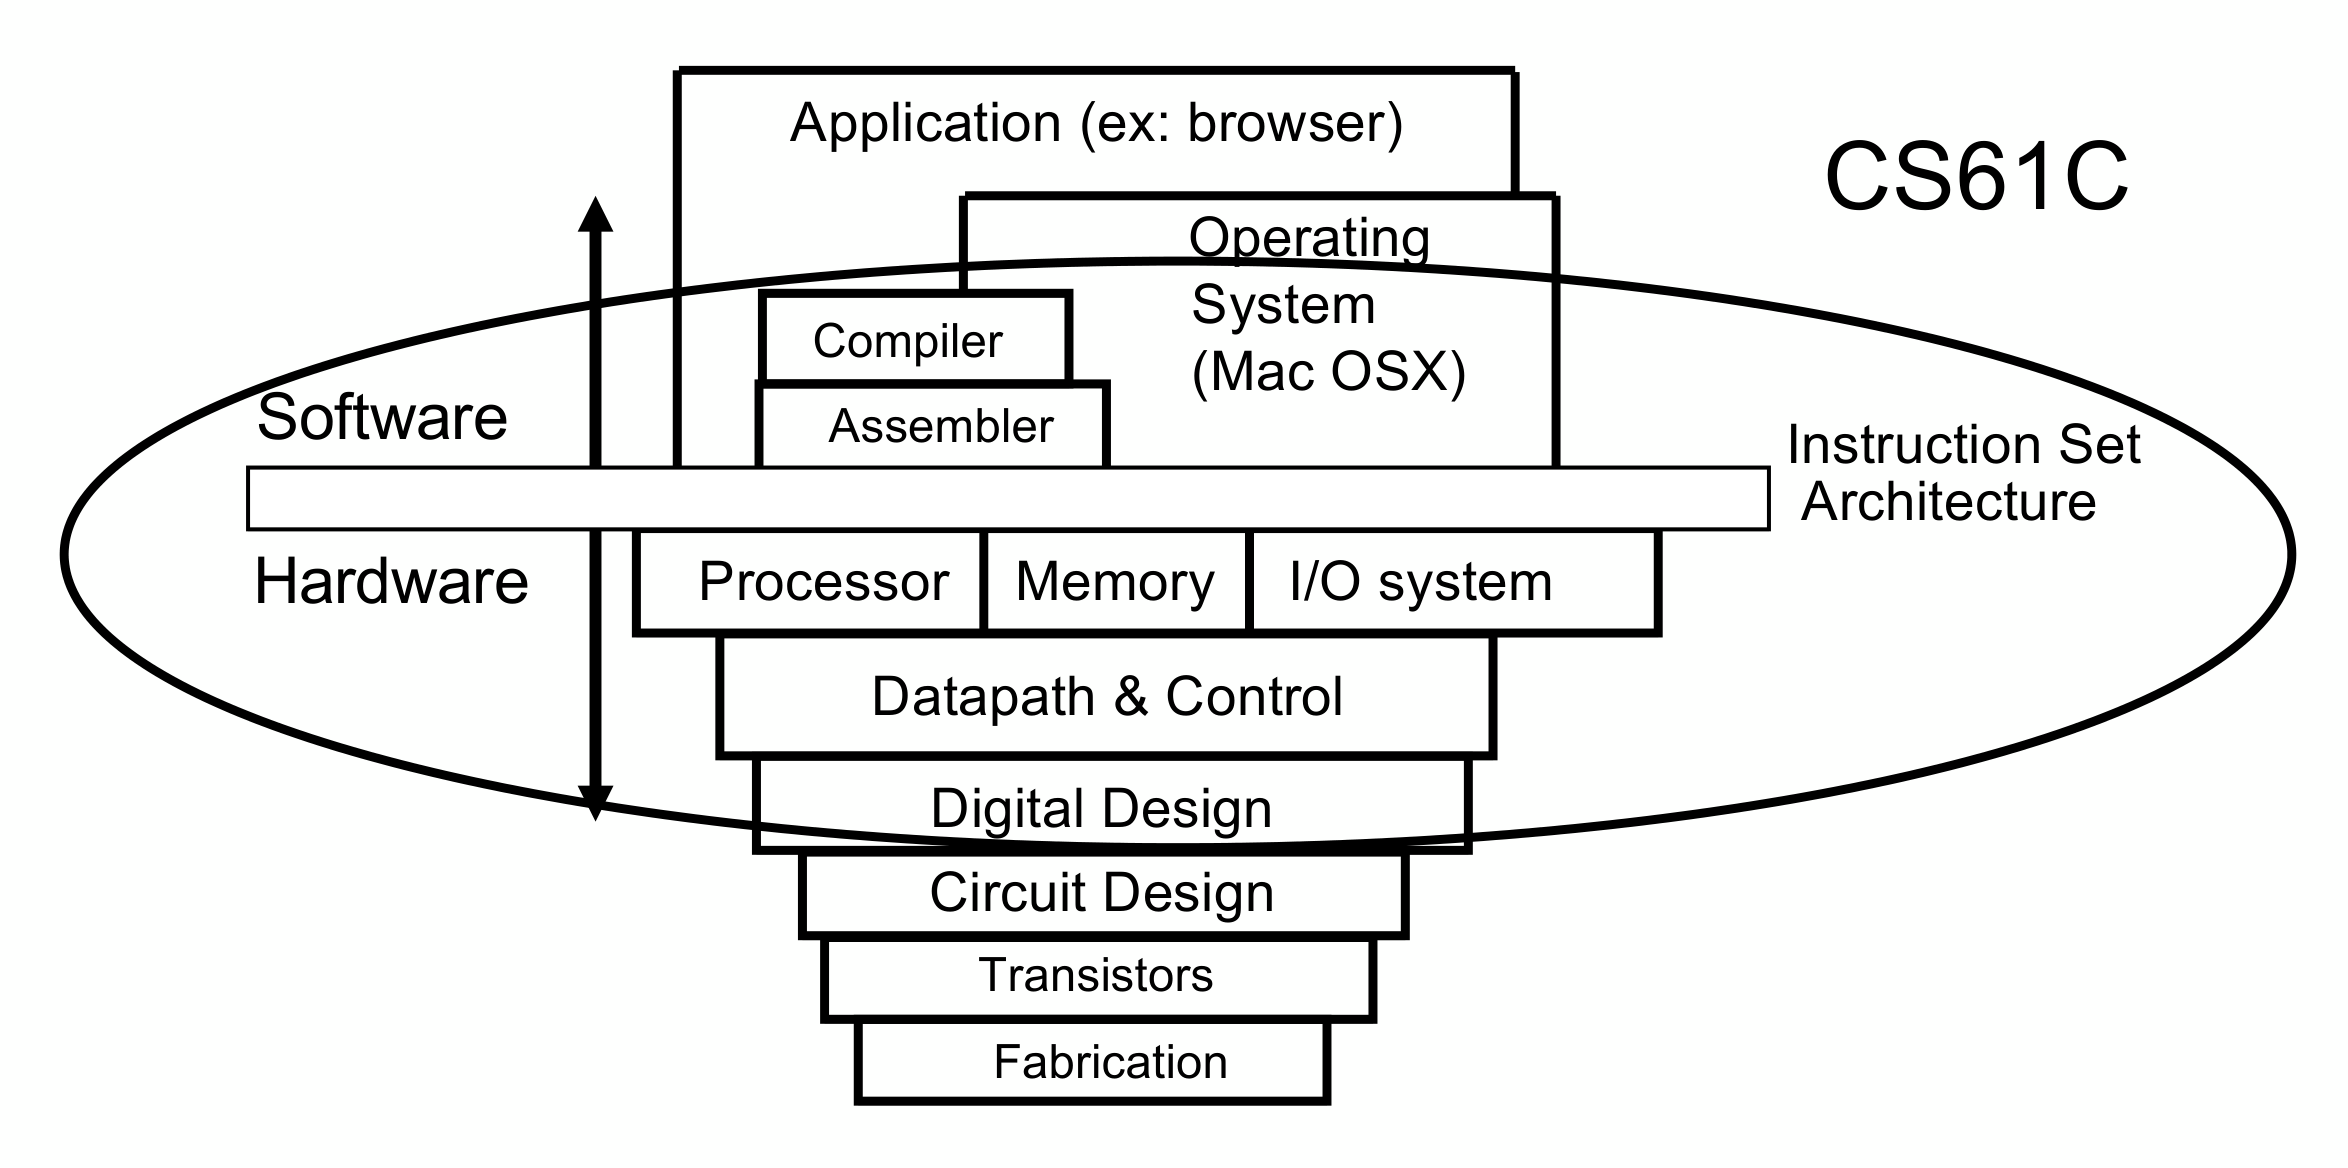 Application (ex: browser)
CS61C
Operating
System
(Mac OSX)
Compiler
Assembler
Software
Instruction Set
Architecture
Hardware
Processor
Memory
I/O system
Datapath & Control
Digital Design
Circuit Design
Transistors
Fabrication